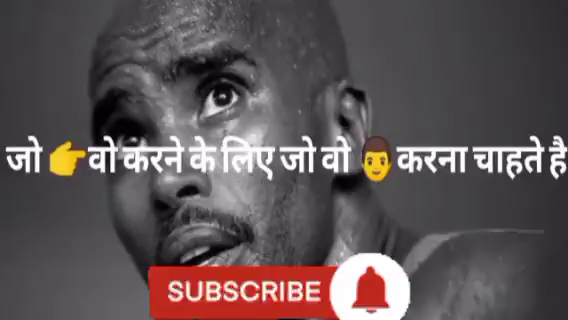 जो 👉 वो करने के लिए जो वो 👨 करना चाहते है
SUBSCRIBE